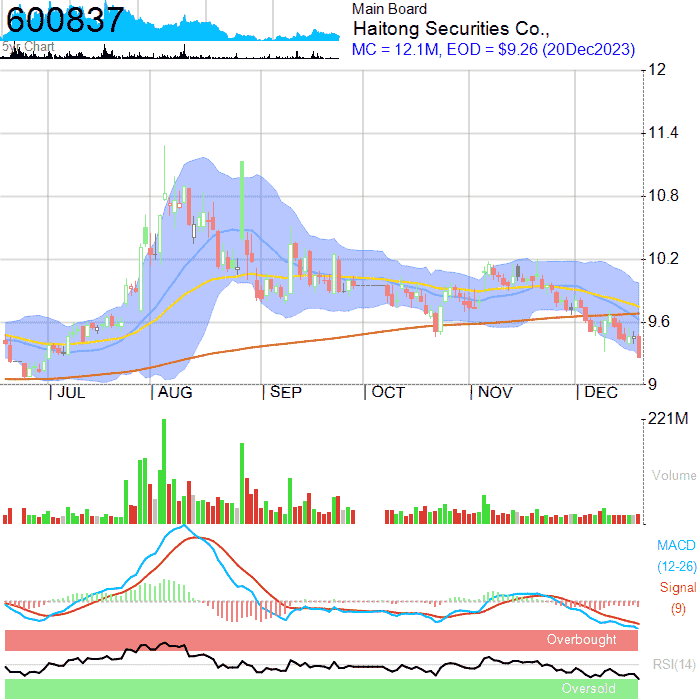 600837
5yr Chart
Main Board
Haitong Securities Co.,
MC = 12.1M, EOD = $9.26 (20Dec2023)
12
11.4
10.8
10.2
9.6
9
JUL
AUG
SEP
OCT
NOV
DEC
221M
Volume
MACD
(12-26)
Signal
(9)
Overbought
RSI(14)
Oversold